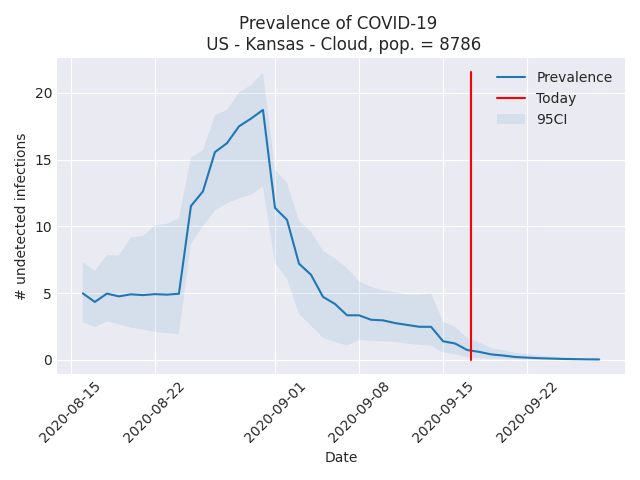 Prevalence of COVID-19
US - Kansas - Cloud, pop. = 8786
Prevalence
Today
95CI
# undetected infections
20
15
10
5
0
2020-08-15
2020-08-22
2020-09-01
2020-09-08
2020-09-15
2020-09-22
Date